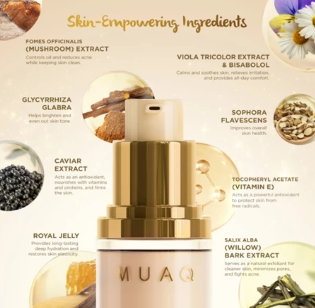 Skin-Empowering Ingredients
FOMES OFFICINALIS
(MUSHROOM) EXTRACT
Controls oil and reduces acne
while keeping skin clean.
VIOLA TRICOLOR EXTRACT
& BISABOLOL
Calms and soothes skin, relieves irritation,
and provides all-day comfort.
GLYCYRRHIZA
GLABRA
Helps brighten and
even out skin tone.
SOPHORA
FLAVESCENS
Improves overall
skin health.
CAVIAR
EXTRACT
Acts as an antioxidant,
nourishes with vitamins
and proteins, and firms
the skin.
TOCOPHERYL ACETATE
(VITAMIN E)
Acts as a powerful antioxidant
to protect skin from
free radicals.
ROYAL JELLY
Provides long-lasting
deep hydration and
restores skin elasticity.
SALIX ALBA
(WILLOW)
BARK EXTRACT
Serves as a natural exfoliant for
cleaner skin, minimizes pores,
and fights acne.
MUAQ